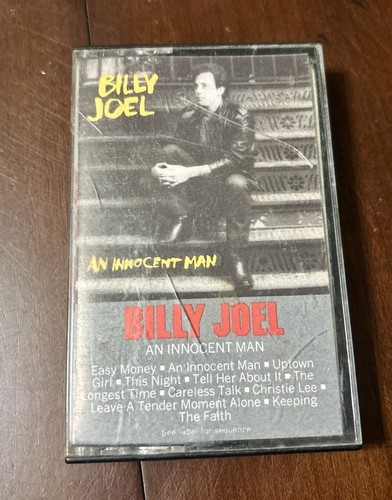 BILLY
JOEL
AN INNOCENT MAN
BILLY JOEL
AN INNOCENT MAN
Easy Money ■ An Innocent Man ■ Uptown
Girl ■ This Night ■ Tell Her About It ■ The
Longest Time ■ Careless Talk ■ Christie Lee ■
Leave A Tender Moment Alone ■ Keeping
The Faith
See label for sequence